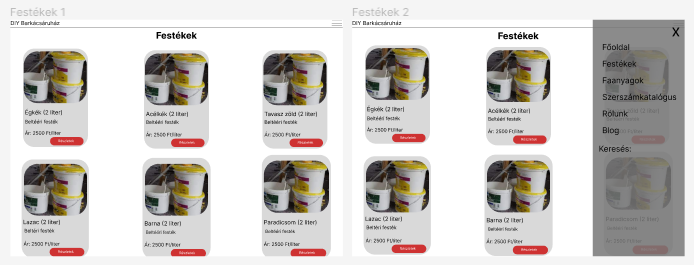 Festékek 1
DIY Barkácsáruház
Festékek
Égkék (2 liter)
Beltéri festék
Ár: 2500 Ft/liter
Részletek
Acélkék (2 liter)
Beltéri festék
Ár: 2500 Ft/liter
Részletek
Tavasz zöld (2 liter)
Beltéri festék
Ár: 2500 Ft/liter
Részletek
Lazac (2 liter)
Beltéri festék
Ár: 2500 Ft/liter
Részletek
Barna (2 liter)
Beltéri festék
Ár: 2500 Ft/liter
Részletek
Paradicsom (2 liter)
Beltéri festék
Ár: 2500 Ft/liter
Részletek
Festékek 2
DIY Barkácsáruház
Festékek
Égkék (2 liter)
Beltéri festék
Ár: 2500 Ft/liter
Részletek
Acélkék (2 liter)
Beltéri festék
Ár: 2500 Ft/liter
Részletek
Lazac (2 liter)
Beltéri festék
Ár: 2500 Ft/liter
Részletek
Barna (2 liter)
Beltéri festék
Ár: 2500 Ft/liter
Részletek
X
Főoldal
Festékek
Faanyagok
Szerszámkatalógus
Rólunk
Blog
Keresés:
Paradicsom (2 liter)